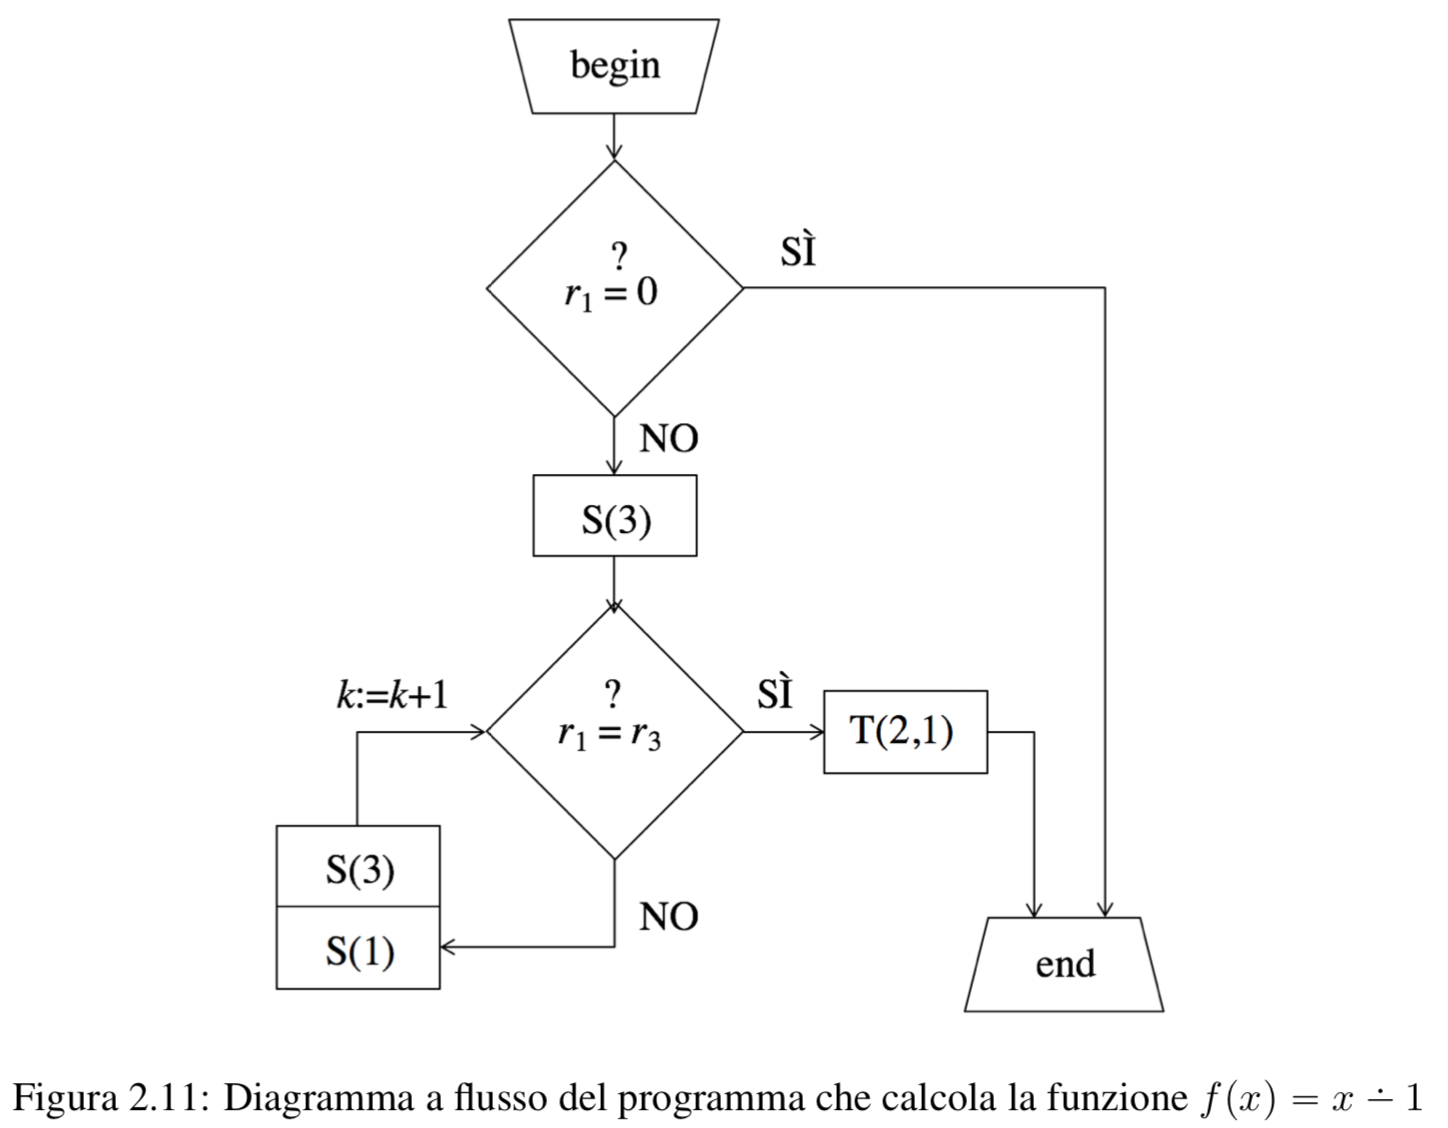 begin
?
r₁ = 0
SÌ
NO
S(3)
k:=k+1
?
r₁ = r₃
SÌ
T(2,1)
S(3)
S(1)
NO
end
Figura 2.11: Diagramma a flusso del programma che calcola la funzione f(x) = x ∸ 1